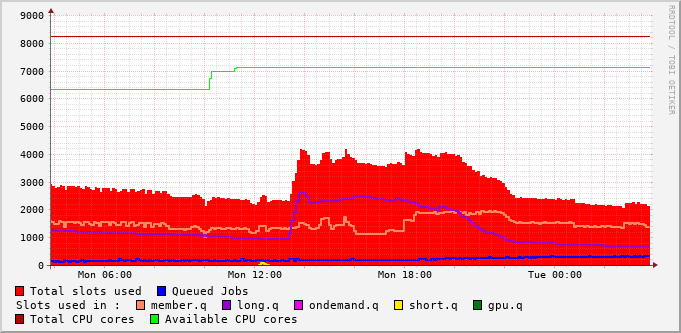 9000
8000
7000
6000
5000
4000
3000
2000
1000
0
Mon 06:00 Mon 12:00 Mon 18:00 Tue 00:00
Total slots used Queued Jobs
Slots used in : member.q long.q ondemand.q short.q gpu.q
Total CPU cores Available CPU cores
RRDTOOL / TOBI OETIKER